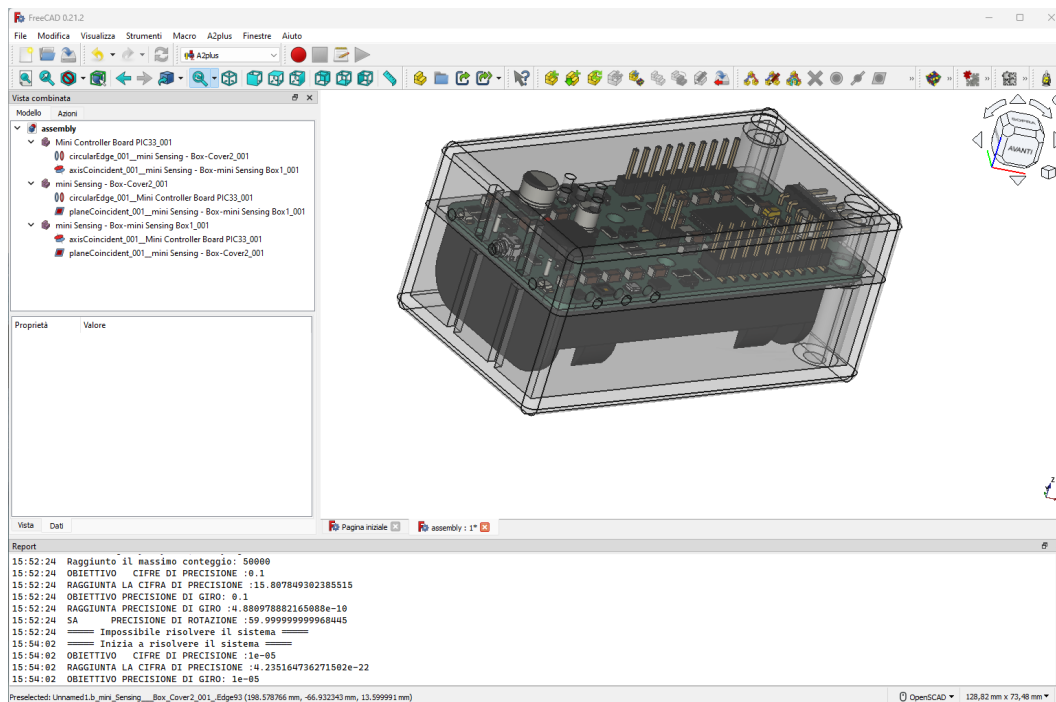 FreeCAD 0.21.2
File Modifica Visualizza Strumenti Macro A2plus Finestre Aiuto
A2plus
Vista combinata
Modello Azioni
assembly
Mini Controller Board PIC33_001
circularEdge_001__mini Sensing - Box-Cover2_001
axisCoincident_001__mini Sensing - Box-mini Sensing Box1_001
mini Sensing - Box-Cover2_001
circularEdge_001__Mini Controller Board PIC33_001
planeCoincident_001__mini Sensing - Box-mini Sensing Box1_001
mini Sensing - Box-mini Sensing Box1_001
axisCoincident_001__Mini Controller Board PIC33_001
planeCoincident_001__mini Sensing - Box-Cover2_001
AVANTI
Proprietà Valore
Z
Vista Dati
Pagina iniziale
assembly : 1*
Report
15:52:24 Raggiunto il massimo conteggio: 50000
15:52:24 OBIETTIVO CIFRE DI PRECISIONE :0.1
15:52:24 RAGGIUNTA LA CIFRA DI PRECISIONE :15.807849302385515
15:52:24 OBIETTIVO PRECISIONE DI GIRO: 0.1
15:52:24 RAGGIUNTA PRECISIONE DI GIRO :4.880978882165088e-10
15:52:24 SA PRECISIONE DI ROTAZIONE :59.999999999968445
15:52:24 ===== Impossibile risolvere il sistema =====
15:54:02 ===== Inizia a risolvere il sistema =====
15:54:02 OBIETTIVO CIFRE DI PRECISIONE :1e-05
15:54:02 RAGGIUNTA LA CIFRA DI PRECISIONE :4.235164736271502e-22
15:54:02 OBIETTIVO PRECISIONE DI GIRO: 1e-05
Preselected: Unnamed1.b_mini_Sensing___Box_Cover2_001_.Edge93 (198.578766 mm, -66.932343 mm, 13.599991 mm)
OpenSCAD
128,82 mm x 73,48 mm